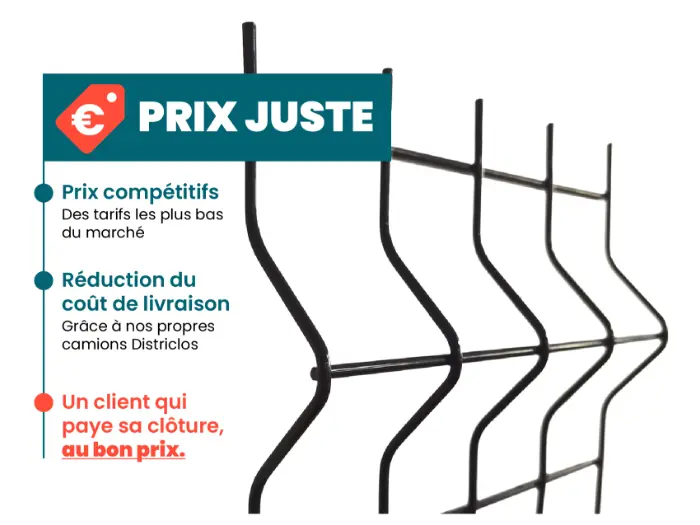 € PRIX JUSTE
Prix compétitifs
Des tarifs les plus bas
du marché
Réduction du
coût de livraison
Grâce à nos propres
camions Districlos
Un client qui
paye sa clôture,
au bon prix.